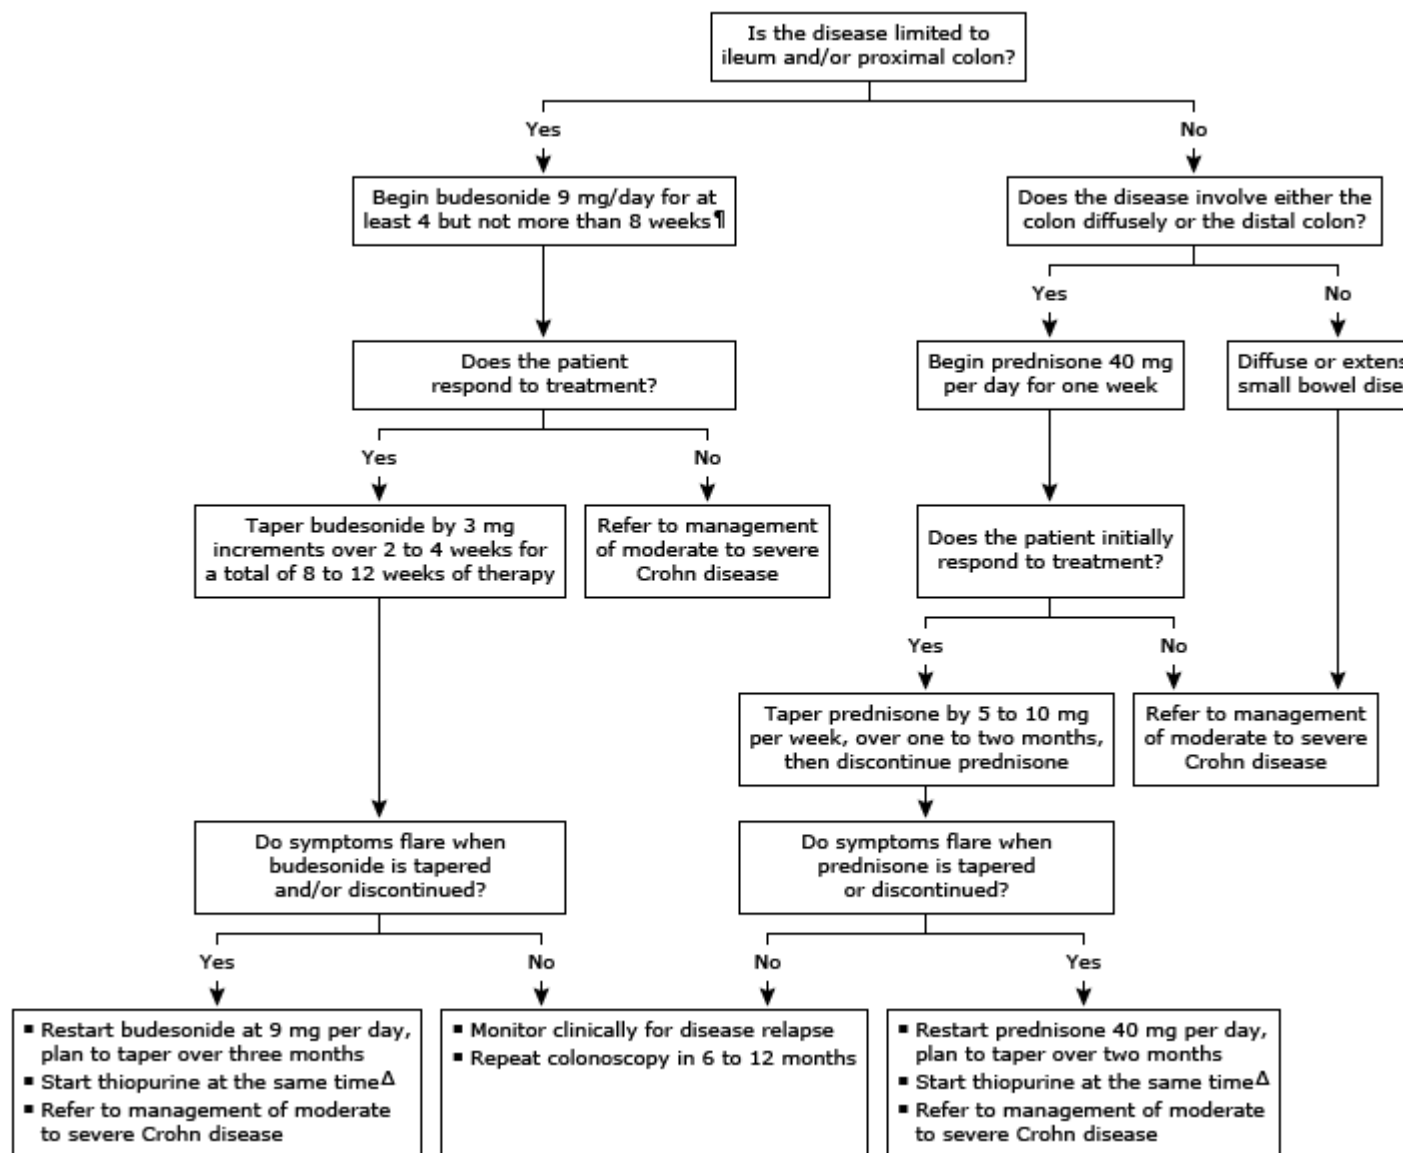 Is the disease limited to
ileum and/or proximal colon?
Yes
No
Begin budesonide 9 mg/day for at
least 4 but not more than 8 weeks¶
Does the disease involve either the
colon diffusely or the distal colon?
Yes
No
Does the patient
respond to treatment?
Begin prednisone 40 mg
per day for one week
Diffuse or extens
small bowel dise
Yes
No
Taper budesonide by 3 mg
increments over 2 to 4 weeks for
a total of 8 to 12 weeks of therapy
Refer to management
of moderate to severe
Crohn disease
Does the patient initially
respond to treatment?
Yes
No
Taper prednisone by 5 to 10 mg
per week, over one to two months,
then discontinue prednisone
Refer to management
of moderate to severe
Crohn disease
Do symptoms flare when
budesonide is tapered
and/or discontinued?
Do symptoms flare when
prednisone is tapered
or discontinued?
Yes
No
No
Yes
▪ Restart budesonide at 9 mg per day,
plan to taper over three months
▪ Start thiopurine at the same timeΔ
▪ Refer to management of moderate
to severe Crohn disease
▪ Monitor clinically for disease relapse
▪ Repeat colonoscopy in 6 to 12 months
▪ Restart prednisone 40 mg per day,
plan to taper over two months
▪ Start thiopurine at the same timeΔ
▪ Refer to management of moderate
to severe Crohn disease